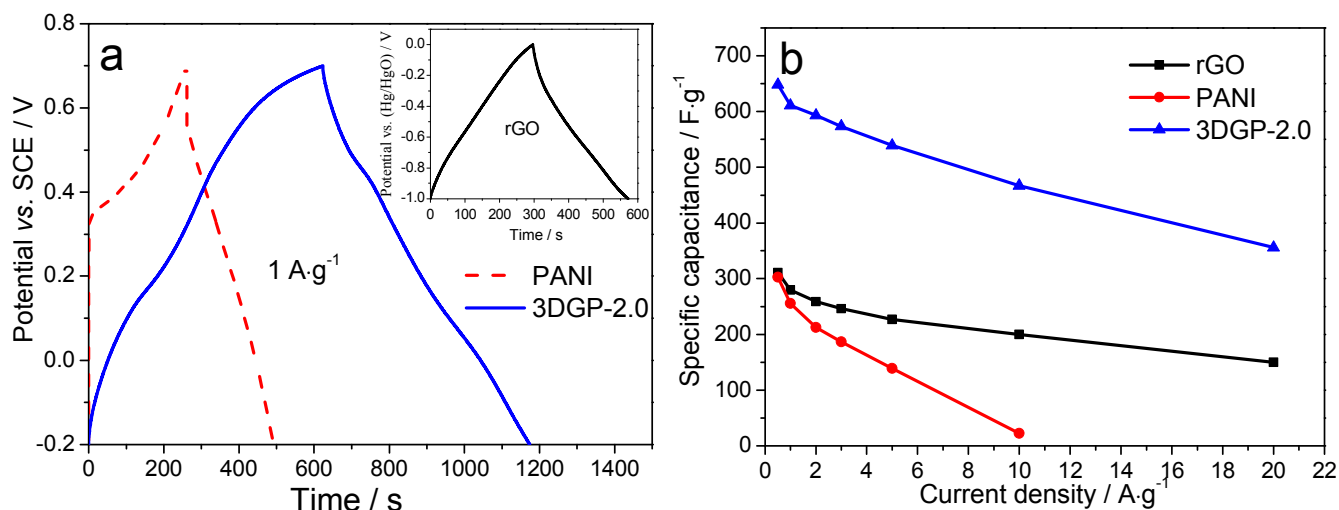 a
Potential vs. SCE / V
0.8
0.6
0.4
0.2
0.0
-0.2
0 200 400 600 800 1000 1200 1400
Time / s
1 A·g⁻¹
PANI
3DGP-2.0
Potential vs. (Hg/HgO) / V
0.0
-0.2
-0.4
-0.6
-0.8
-1.0
rGO
0 100 200 300 400 500 600
Time / s
b
Specific capacitance / F·g⁻¹
700
600
500
400
300
200
100
0
rGO
PANI
3DGP-2.0
0 2 4 6 8 10 12 14 16 18 20 22
Current density / A·g⁻¹